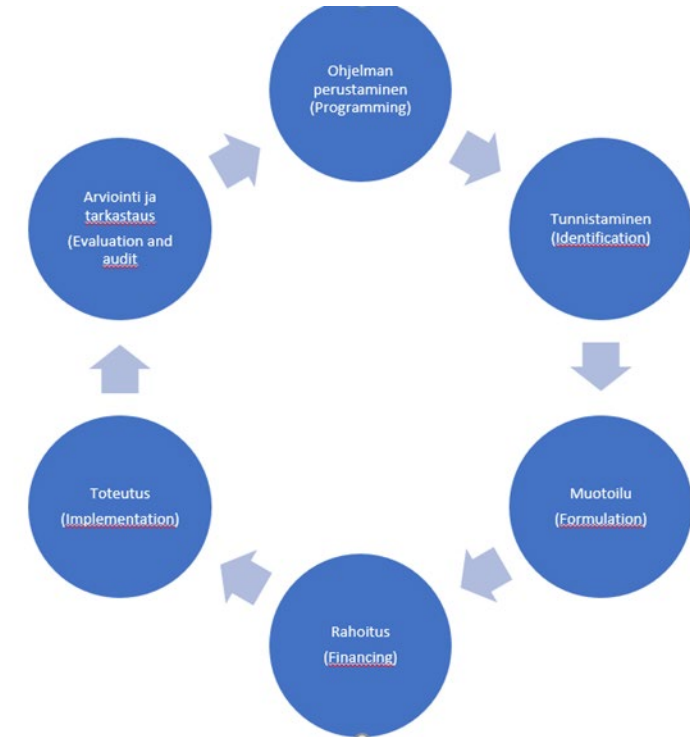 Ohjelman
perustaminen
(Programming)
Tunnistaminen
(Identification)
Muotoilu
(Formulation)
Rahoitus
(Financing)
Toteutus
(Implementation)
Arviointi ja
tarkastaus
(Evaluation and
audit